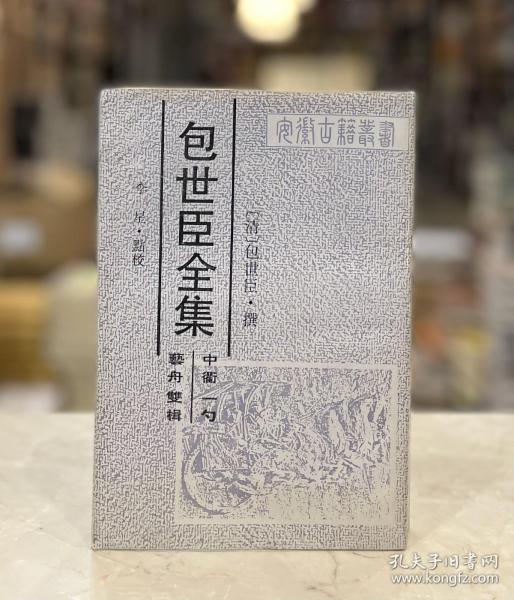 安徽古籍叢書
〔清〕包世臣·撰
包世臣全集
中衢一勺
藝舟雙楫
李星·點校
孔夫子旧书网
www.kongfz.com